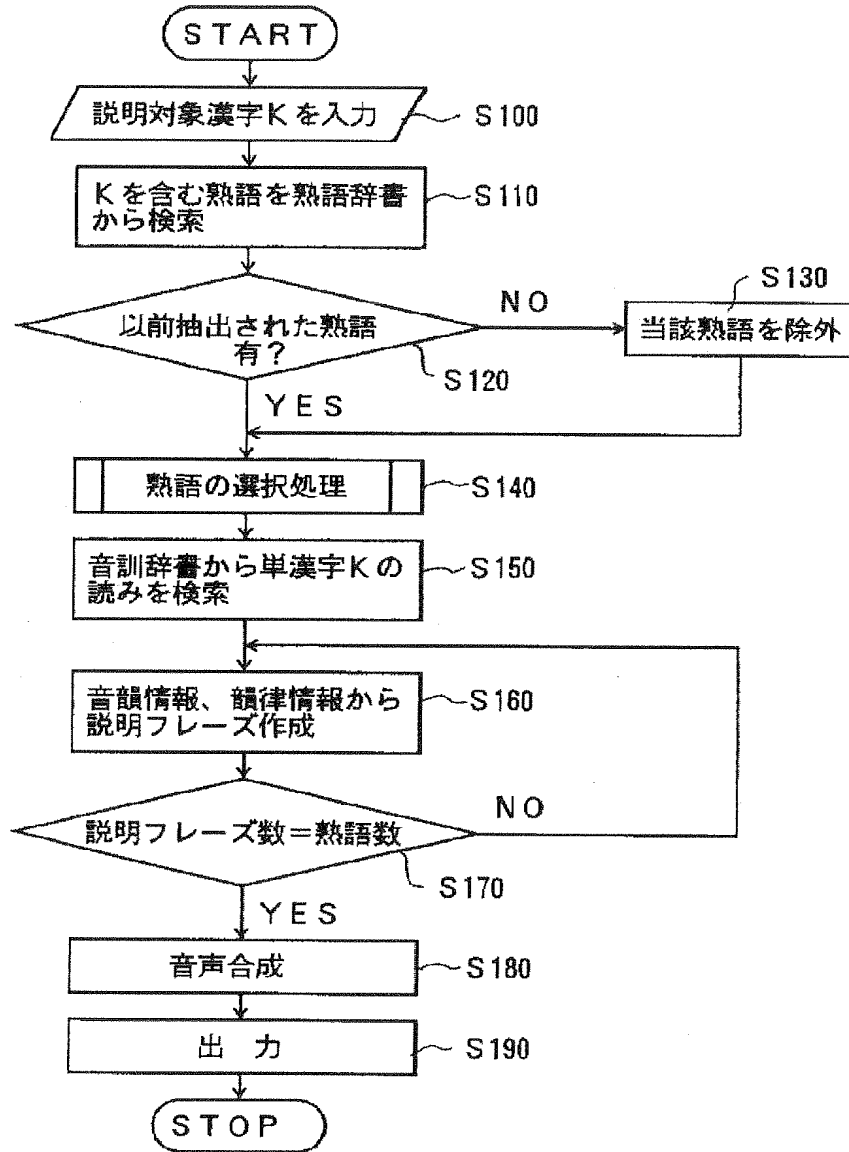 START
説明対象漢字Kを入力
S100
Kを含む熟語を熟語辞書
から検索
S110
以前抽出された熟語
有？
S120
NO
S130
当該熟語を除外
YES
熟語の選択処理
S140
音訓辞書から単漢字Kの
読みを検索
S150
音韻情報、韻律情報から
説明フレーズ作成
S160
説明フレーズ数＝熟語数
NO
S170
YES
音声合成
S180
出 力
S190
STOP